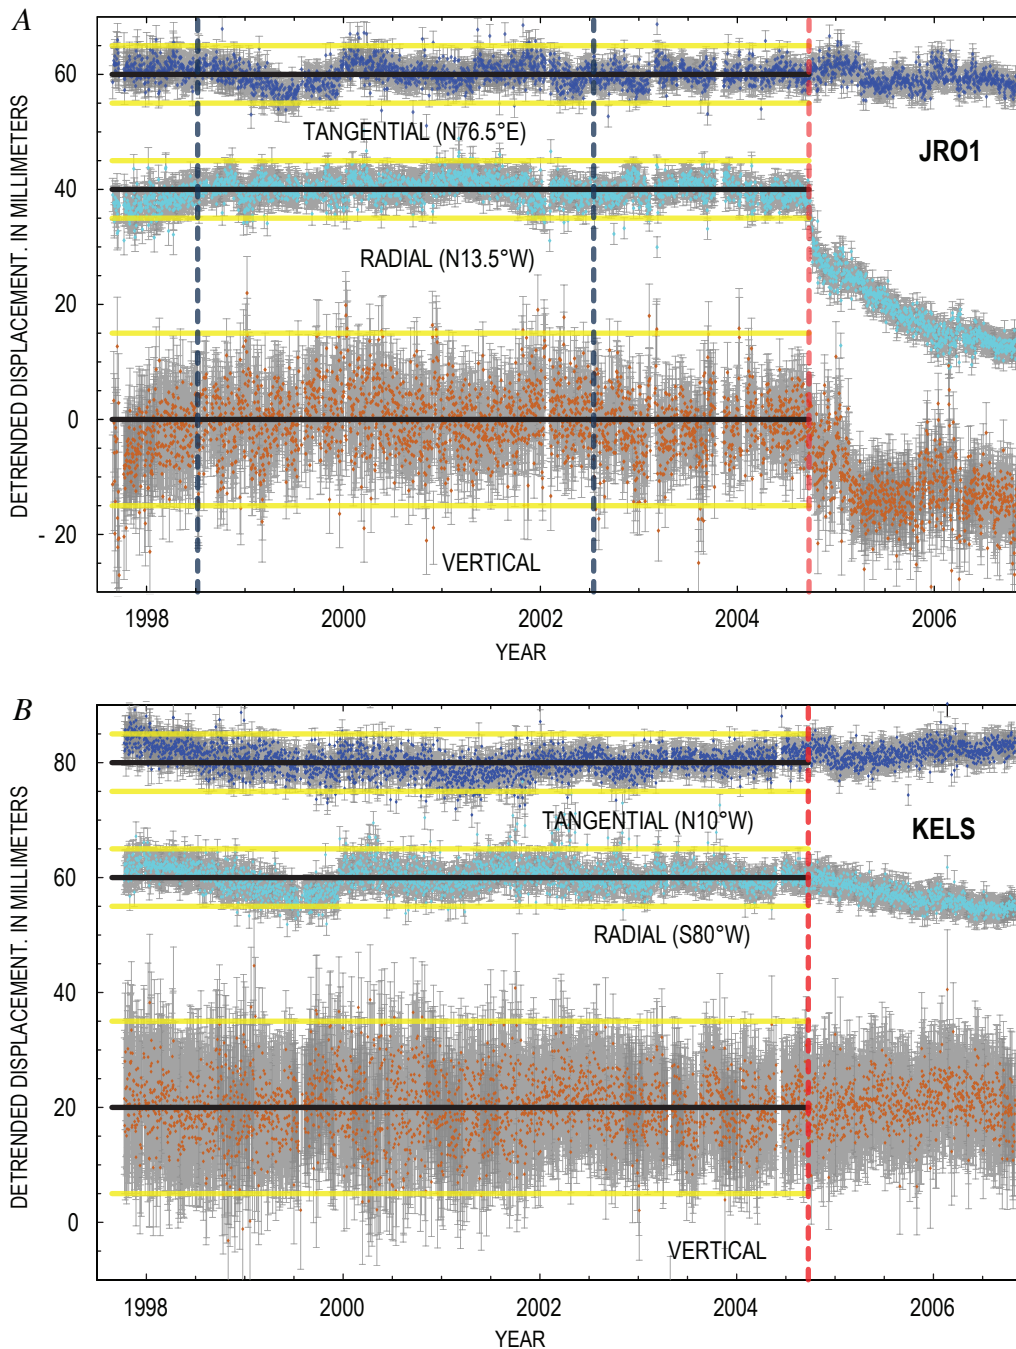 A
60
40
20
0
- 20
DETRENDED DISPLACEMENT. IN MILLIMETERS
TANGENTIAL (N76.5°E)
JRO1
RADIAL (N13.5°W)
VERTICAL
1998 2000 2002 2004 2006
YEAR
B
80
60
40
20
0
DETRENDED DISPLACEMENT. IN MILLIMETERS
TANGENTIAL (N10°W)
KELS
RADIAL (S80°W)
VERTICAL
1998 2000 2002 2004 2006
YEAR